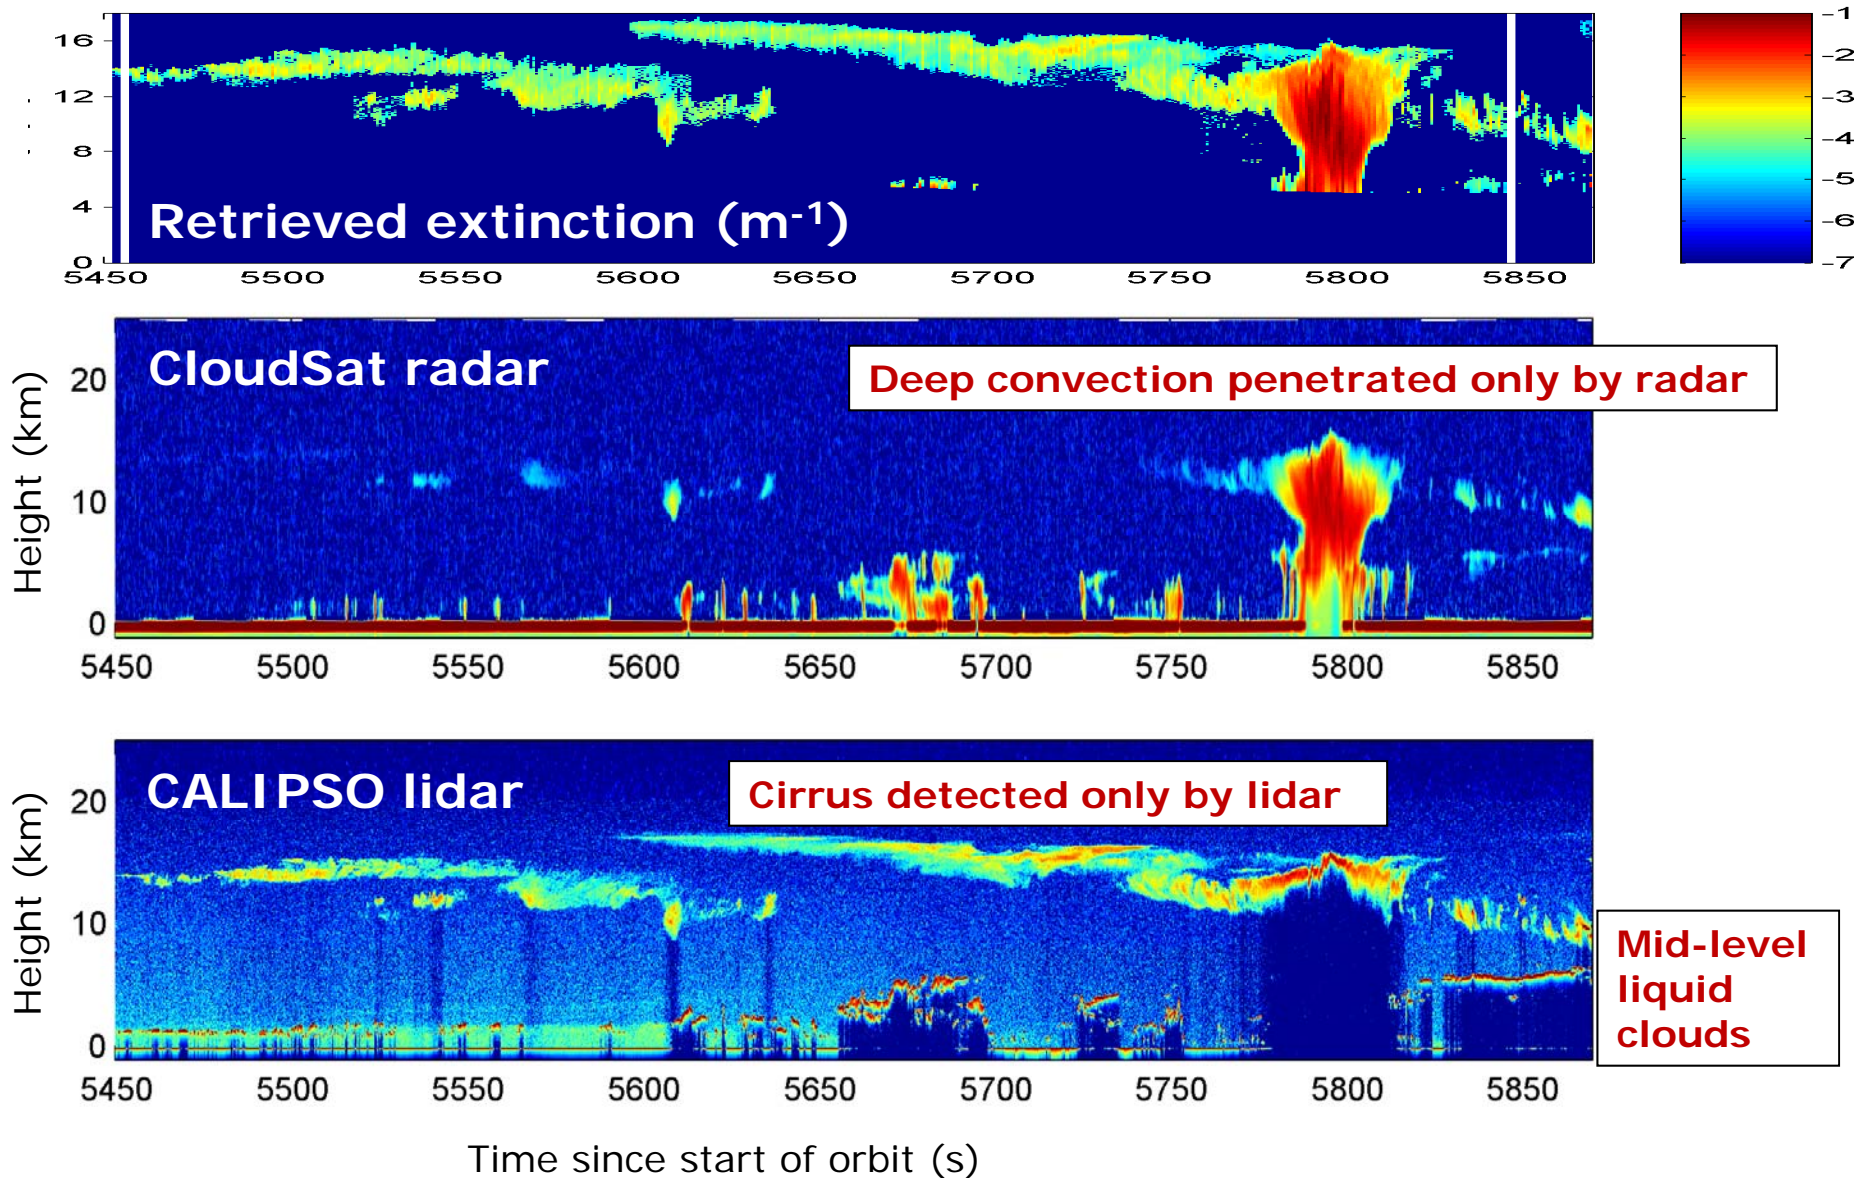 16
12
8
4
0
Retrieved extinction (m-1)
5450 5500 5550 5600 5650 5700 5750 5800 5850
-1
-2
-3
-4
-5
-6
-7
Height (km)
20
10
0
CloudSat radar
Deep convection penetrated only by radar
5450 5500 5550 5600 5650 5700 5750 5800 5850
Height (km)
20
10
0
CALIPSO lidar
Cirrus detected only by lidar
Mid-level
liquid
clouds
5450 5500 5550 5600 5650 5700 5750 5800 5850
Time since start of orbit (s)